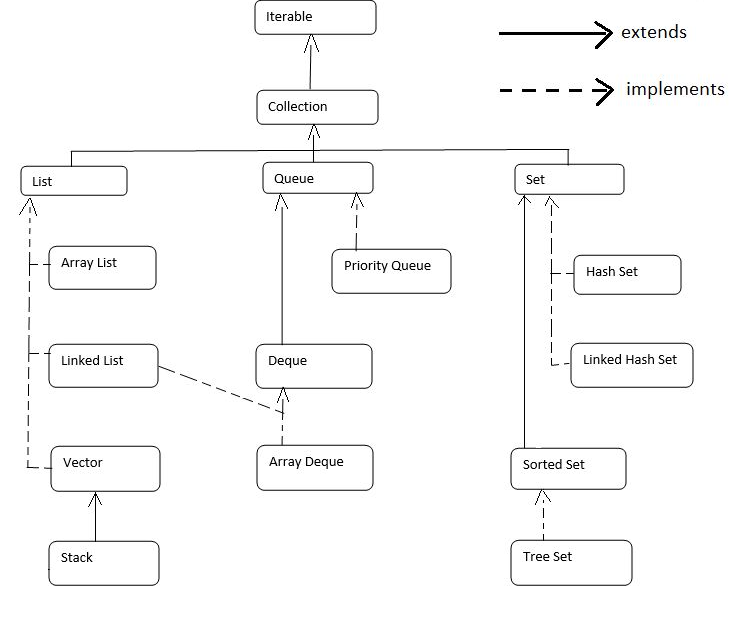 Iterable
extends
implements
Collection
List
Queue
Set
Array List
Priority Queue
Hash Set
Linked List
Deque
Linked Hash Set
Vector
Array Deque
Sorted Set
Stack
Tree Set